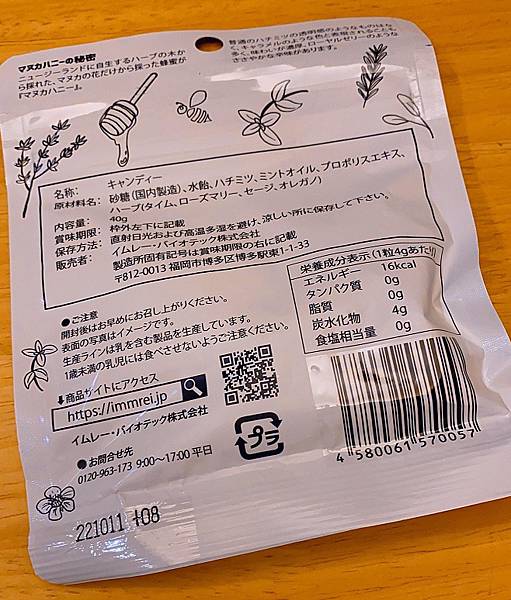 マヌカハニーの秘密
ニュージーランドに自生するハーブの木か
ら採れた、マヌカの花だけから採った蜂蜜が
『マヌカハニー』。
普通のハチミツの透明感のようなものはな
く、キャラメルのような色と表現されることも
多く、味わいが濃厚、ローヤルゼリーのような
ささやかな辛味があります。
名称: キャンディー
原材料名: 砂糖(国内製造)、水飴、ハチミツ、ミントオイル、プロポリスエキス、
ハーブ(タイム、ローズマリー、セージ、オレガノ)
内容量: 40g
賞味期限: 枠外左下に記載
保存方法: 直射日光および高温多湿を避け、涼しい所に保存して下さい。
販売者: イムレー・バイオテック株式会社
製造所固有記号は賞味期限の右に記載
〒812-0013 福岡市博多区博多駅東1-1-33
栄養成分表示(1粒4gあたり)
エネルギー 16kcal
タンパク質 0g
脂質 0g
炭水化物 4g
食塩相当量 0g
●ご注意
開封後はお早めにお召し上がりください。
表面の写真はイメージです。
生産ラインは乳を含む製品を生産しています。
1歳未満の乳児には食べさせないようご注意ください。
商品サイトにアクセス
https://immrei.jp
イムレー・バイオテック株式会社
●お問合せ先
0120-963-173 9:00〜17:00 平日
プラ
4 580061 570057
221011 +08